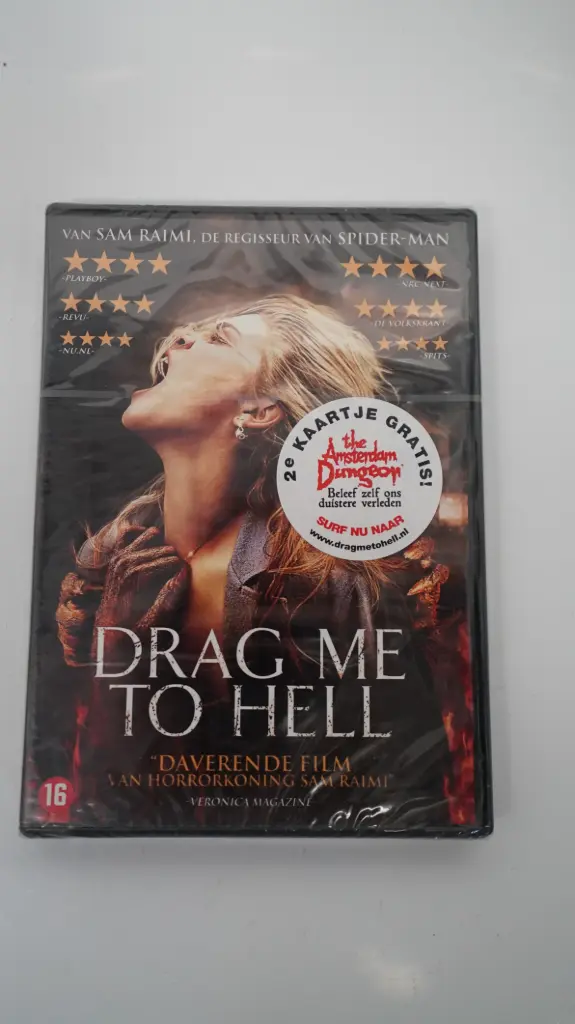 VAN SAM RAIMI, DE REGISSEUR VAN SPIDER-MAN
-PLAYBOY-
-NRC NEXT-
-REVU-
-DE VOLKSKRANT-
-NU.NL-
-SPITS-
2e KAARTJE GRATIS!
the
Amsterdam
Dungeon
Beleef zelf ons
duistere verleden
SURF NU NAAR
www.dragmetohell.nl
DRAG ME
TO HELL
"DAVERENDE FILM
VAN HORRORKONING SAM RAIMI"
-VERONICA MAGAZINE-
16